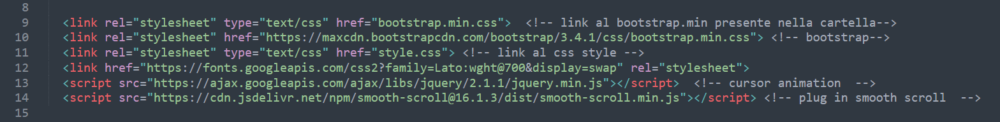 8
9 <link rel="stylesheet" type="text/css" href="bootstrap.min.css">  <!-- link al bootstrap.min presente nella cartella-->
10 <link rel="stylesheet" href="https://maxcdn.bootstrapcdn.com/bootstrap/3.4.1/css/bootstrap.min.css"> <!-- bootstrap-->
11 <link rel="stylesheet" type="text/css" href="style.css"> <!-- link al css style -->
12 <link href="https://fonts.googleapis.com/css2?family=Lato:wght@700&display=swap" rel="stylesheet">
13 <script src="https://ajax.googleapis.com/ajax/libs/jquery/2.1.1/jquery.min.js"></script>  <!-- cursor animation  -->
14 <script src="https://cdn.jsdelivr.net/npm/smooth-scroll@16.1.3/dist/smooth-scroll.min.js"></script> <!-- plug in smooth scroll  -->
15